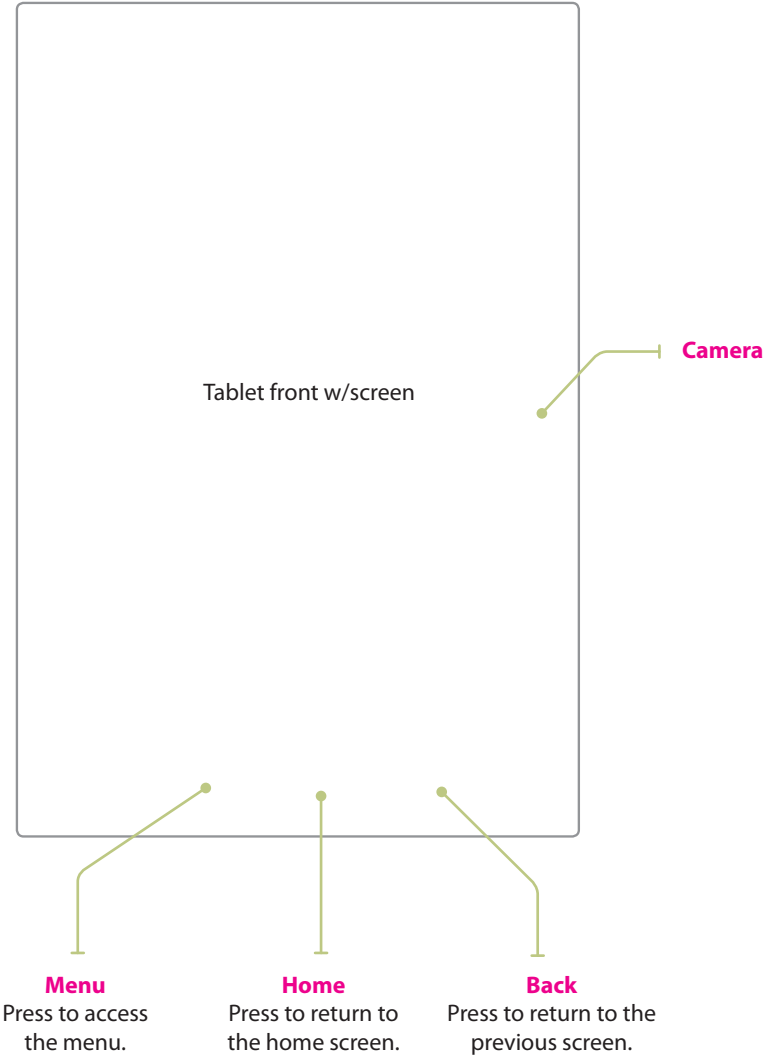 Camera
Tablet front w/screen
Menu
Press to access
the menu.
Home
Press to return to
the home screen.
Back
Press to return to the
previous screen.